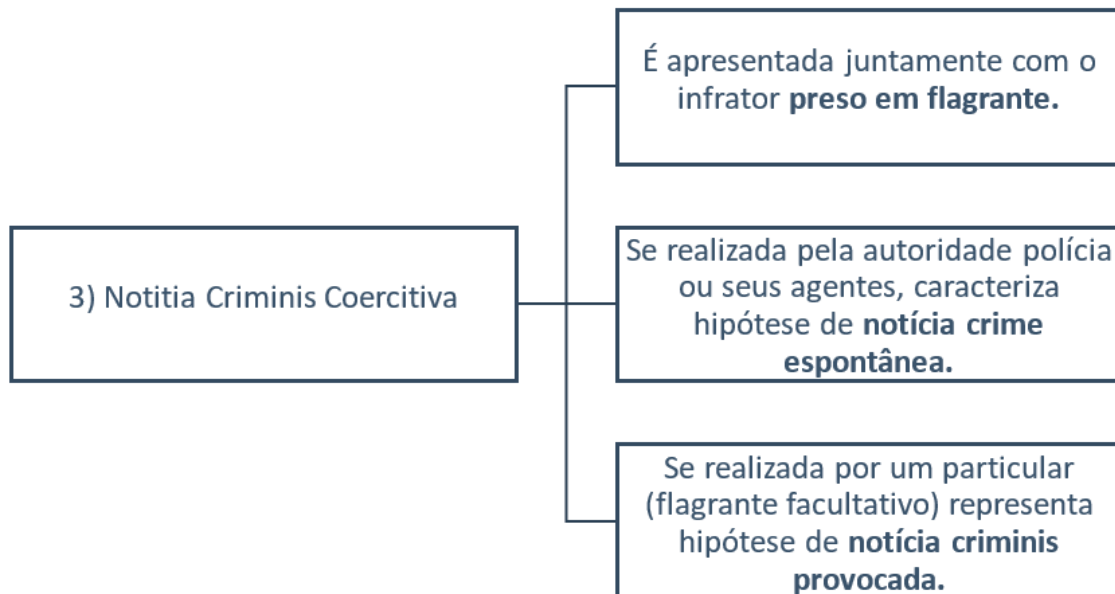 3) Notitia Criminis Coercitiva
É apresentada juntamente com o
infrator preso em flagrante.
Se realizada pela autoridade polícia
ou seus agentes, caracteriza
hipótese de notícia crime
espontânea.
Se realizada por um particular
(flagrante facultativo) representa
hipótese de notícia criminis
provocada.